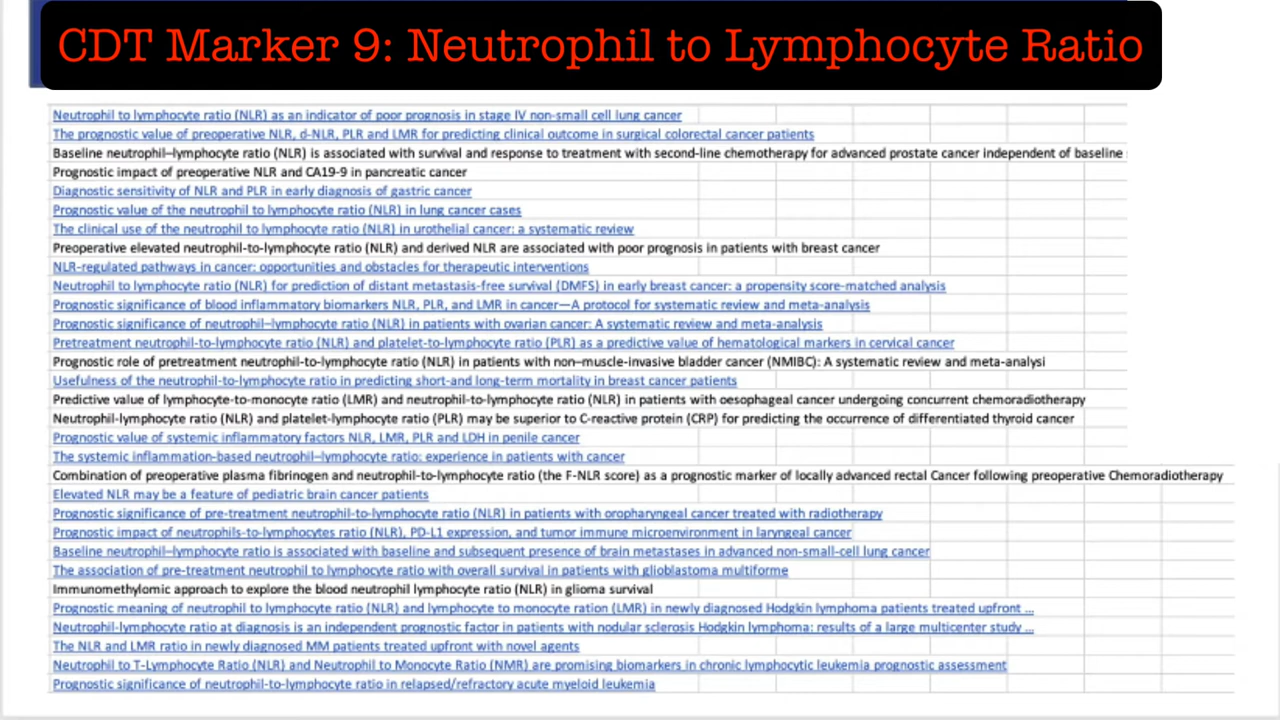 CDT Marker 9: Neutrophil to Lymphocyte Ratio
Neutrophil to lymphocyte ratio (NLR) as an indicator of poor prognosis in stage IV non-small cell lung cancer
The prognostic value of preoperative NLR, d-NLR, PLR and LMR for predicting clinical outcome in surgical colorectal cancer patients
Baseline neutrophil–lymphocyte ratio (NLR) is associated with survival and response to treatment with second-line chemotherapy for advanced prostate cancer independent of baseline
Prognostic impact of preoperative NLR and CA19-9 in pancreatic cancer
Diagnostic sensitivity of NLR and PLR in early diagnosis of gastric cancer
Prognostic value of the neutrophil to lymphocyte ratio (NLR) in lung cancer cases
The clinical use of the neutrophil to lymphocyte ratio (NLR) in urothelial cancer: a systematic review
Preoperative elevated neutrophil-to-lymphocyte ratio (NLR) and derived NLR are associated with poor prognosis in patients with breast cancer
NLR-regulated pathways in cancer: opportunities and obstacles for therapeutic interventions
Neutrophil to lymphocyte ratio (NLR) for prediction of distant metastasis-free survival (DMFS) in early breast cancer: a propensity score-matched analysis
Prognostic significance of blood inflammatory biomarkers NLR, PLR, and LMR in cancer—A protocol for systematic review and meta-analysis
Prognostic significance of neutrophil–lymphocyte ratio (NLR) in patients with ovarian cancer: A systematic review and meta-analysis
Pretreatment neutrophil-to-lymphocyte ratio (NLR) and platelet-to-lymphocyte ratio (PLR) as a predictive value of hematological markers in cervical cancer
Prognostic role of pretreatment neutrophil-to-lymphocyte ratio (NLR) in patients with non–muscle-invasive bladder cancer (NMIBC): A systematic review and meta-analysi
Usefulness of the neutrophil-to-lymphocyte ratio in predicting short-and long-term mortality in breast cancer patients
Predictive value of lymphocyte-to-monocyte ratio (LMR) and neutrophil-to-lymphocyte ratio (NLR) in patients with oesophageal cancer undergoing concurrent chemoradiotherapy
Neutrophil-lymphocyte ratio (NLR) and platelet-lymphocyte ratio (PLR) may be superior to C-reactive protein (CRP) for predicting the occurrence of differentiated thyroid cancer
Prognostic value of systemic inflammatory factors NLR, LMR, PLR and LDH in penile cancer
The systemic inflammation-based neutrophil–lymphocyte ratio: experience in patients with cancer
Combination of preoperative plasma fibrinogen and neutrophil-to-lymphocyte ratio (the F-NLR score) as a prognostic marker of locally advanced rectal Cancer following preoperative Chemoradiotherapy
Elevated NLR may be a feature of pediatric brain cancer patients
Prognostic significance of pre-treatment neutrophil-to-lymphocyte ratio (NLR) in patients with oropharyngeal cancer treated with radiotherapy
Prognostic impact of neutrophils-to-lymphocytes ratio (NLR), PD-L1 expression, and tumor immune microenvironment in laryngeal cancer
Baseline neutrophil–lymphocyte ratio is associated with baseline and subsequent presence of brain metastases in advanced non-small-cell lung cancer
The association of pre-treatment neutrophil to lymphocyte ratio with overall survival in patients with glioblastoma multiforme
Immunomethylomic approach to explore the blood neutrophil lymphocyte ratio (NLR) in glioma survival
Prognostic meaning of neutrophil to lymphocyte ratio (NLR) and lymphocyte to monocyte ration (LMR) in newly diagnosed Hodgkin lymphoma patients treated upfront ...
Neutrophil-lymphocyte ratio at diagnosis is an independent prognostic factor in patients with nodular sclerosis Hodgkin lymphoma: results of a large multicenter study ...
The NLR and LMR ratio in newly diagnosed MM patients treated upfront with novel agents
Neutrophil to T-Lymphocyte Ratio (NLR) and Neutrophil to Monocyte Ratio (NMR) are promising biomarkers in chronic lymphocytic leukemia prognostic assessment
Prognostic significance of neutrophil-to-lymphocyte ratio in relapsed/refractory acute myeloid leukemia